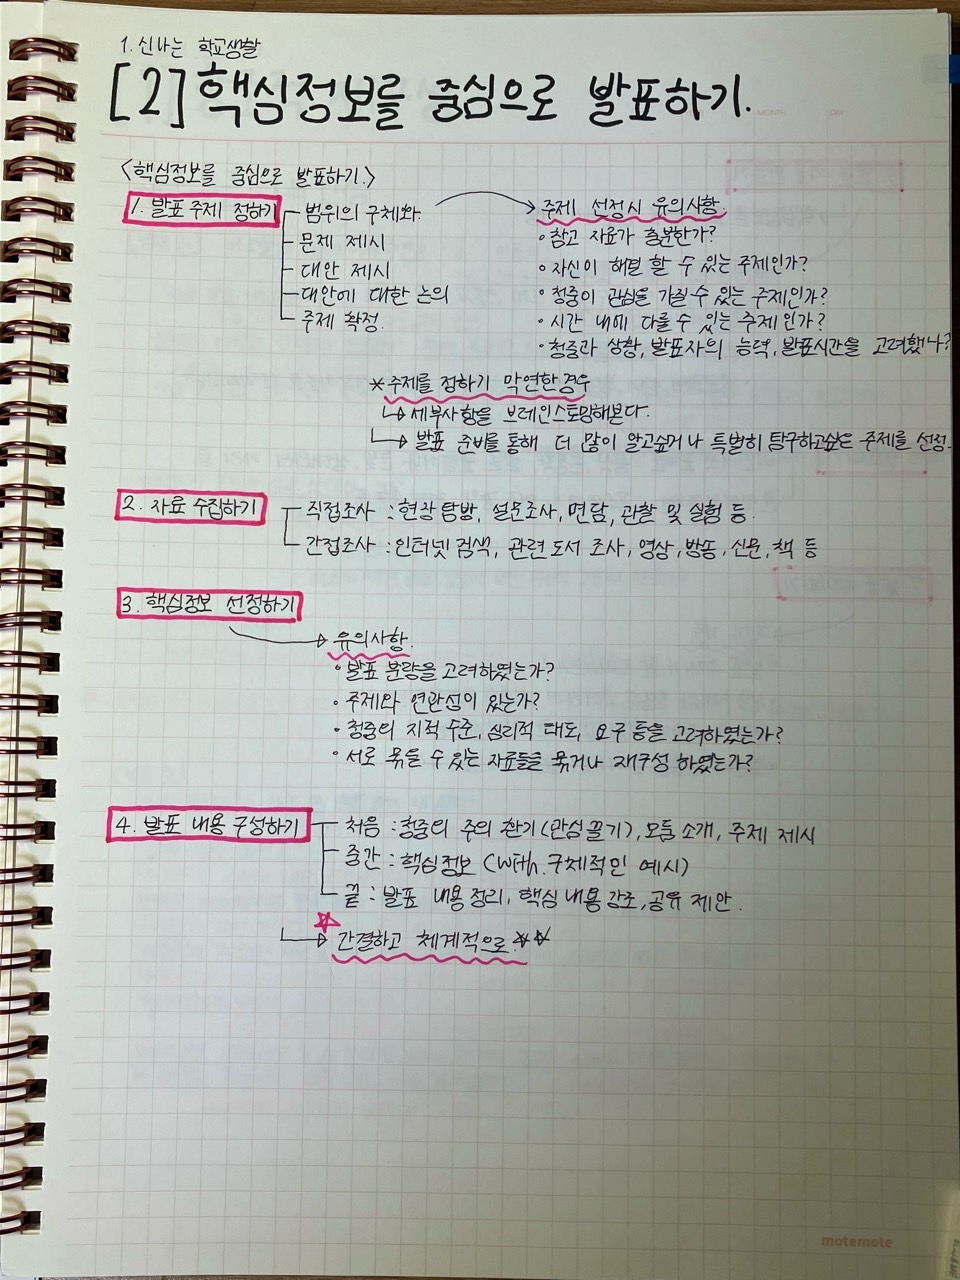 1. 신나는 학교생활
[2] 핵심정보를 중심으로 발표하기.
<핵심정보를 중심으로 발표하기.>
1. 발표 주제 정하기
범위의 구체화
문제 제시
대안 제시
대안에 대한 논의
주제 확정.
주제 선정시 유의사항.
• 참고 자료가 충분한가?
• 자신이 해결 할 수 있는 주제인가?
• 청중이 관심을 가질 수 있는 주제인가?
• 시간 내에 다룰 수 있는 주제인가?
• 청중과 상황, 발표자의 능력, 발표시간을 고려했나?
* 주제를 정하기 막연한 경우
↳ 세부사항을 브레인스토밍해본다.
↳ 발표 준비를 통해 더 많이 알고싶거나 특별히 탐구하고싶은 주제를 선정.
2. 자료 수집하기
직접조사 : 현장 탐방, 설문조사, 면담, 관찰 및 실험 등.
간접조사 : 인터넷 검색, 관련 도서 조사, 영상, 방송, 신문, 책 등
3. 핵심정보 선정하기
→ 유의사항.
• 발표 분량을 고려하였는가?
• 주제와 연관성이 있는가?
• 청중의 지적 수준, 심리적 태도, 요구 등을 고려하였는가?
• 서로 묶을 수 있는 자료들을 묶거나 재구성 하였는가?
4. 발표 내용 구성하기
처음 : 청중의 주의 환기(관심 끌기), 모둠 소개, 주제 제시
중간 : 핵심정보 (with. 구체적인 예시)
끝 : 발표 내용 정리, 핵심 내용 강조, 공유 제안.
☆
↳ 간결하고 체계적으로 ☆☆
motemote